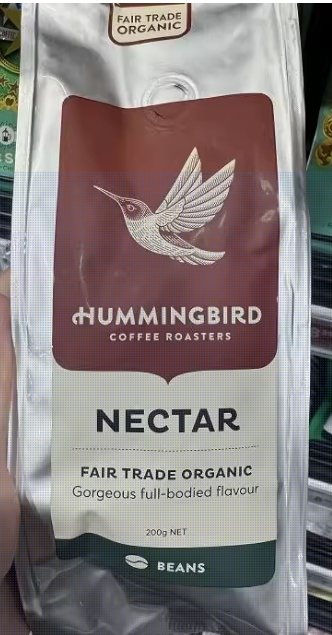 FAIR TRADE
ORGANIC
HUMMINGBIRD
COFFEE ROASTERS
NECTAR
FAIR TRADE ORGANIC
Gorgeous full-bodied flavour
200g NET
BEANS